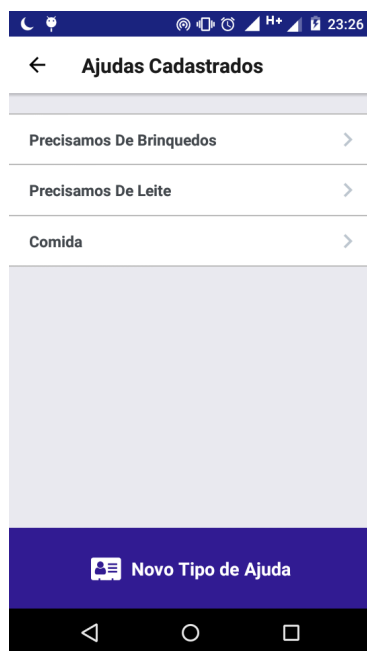 H+ 23:26
Ajudas Cadastrados
Precisamos De Brinquedos
Precisamos De Leite
Comida
Novo Tipo de Ajuda